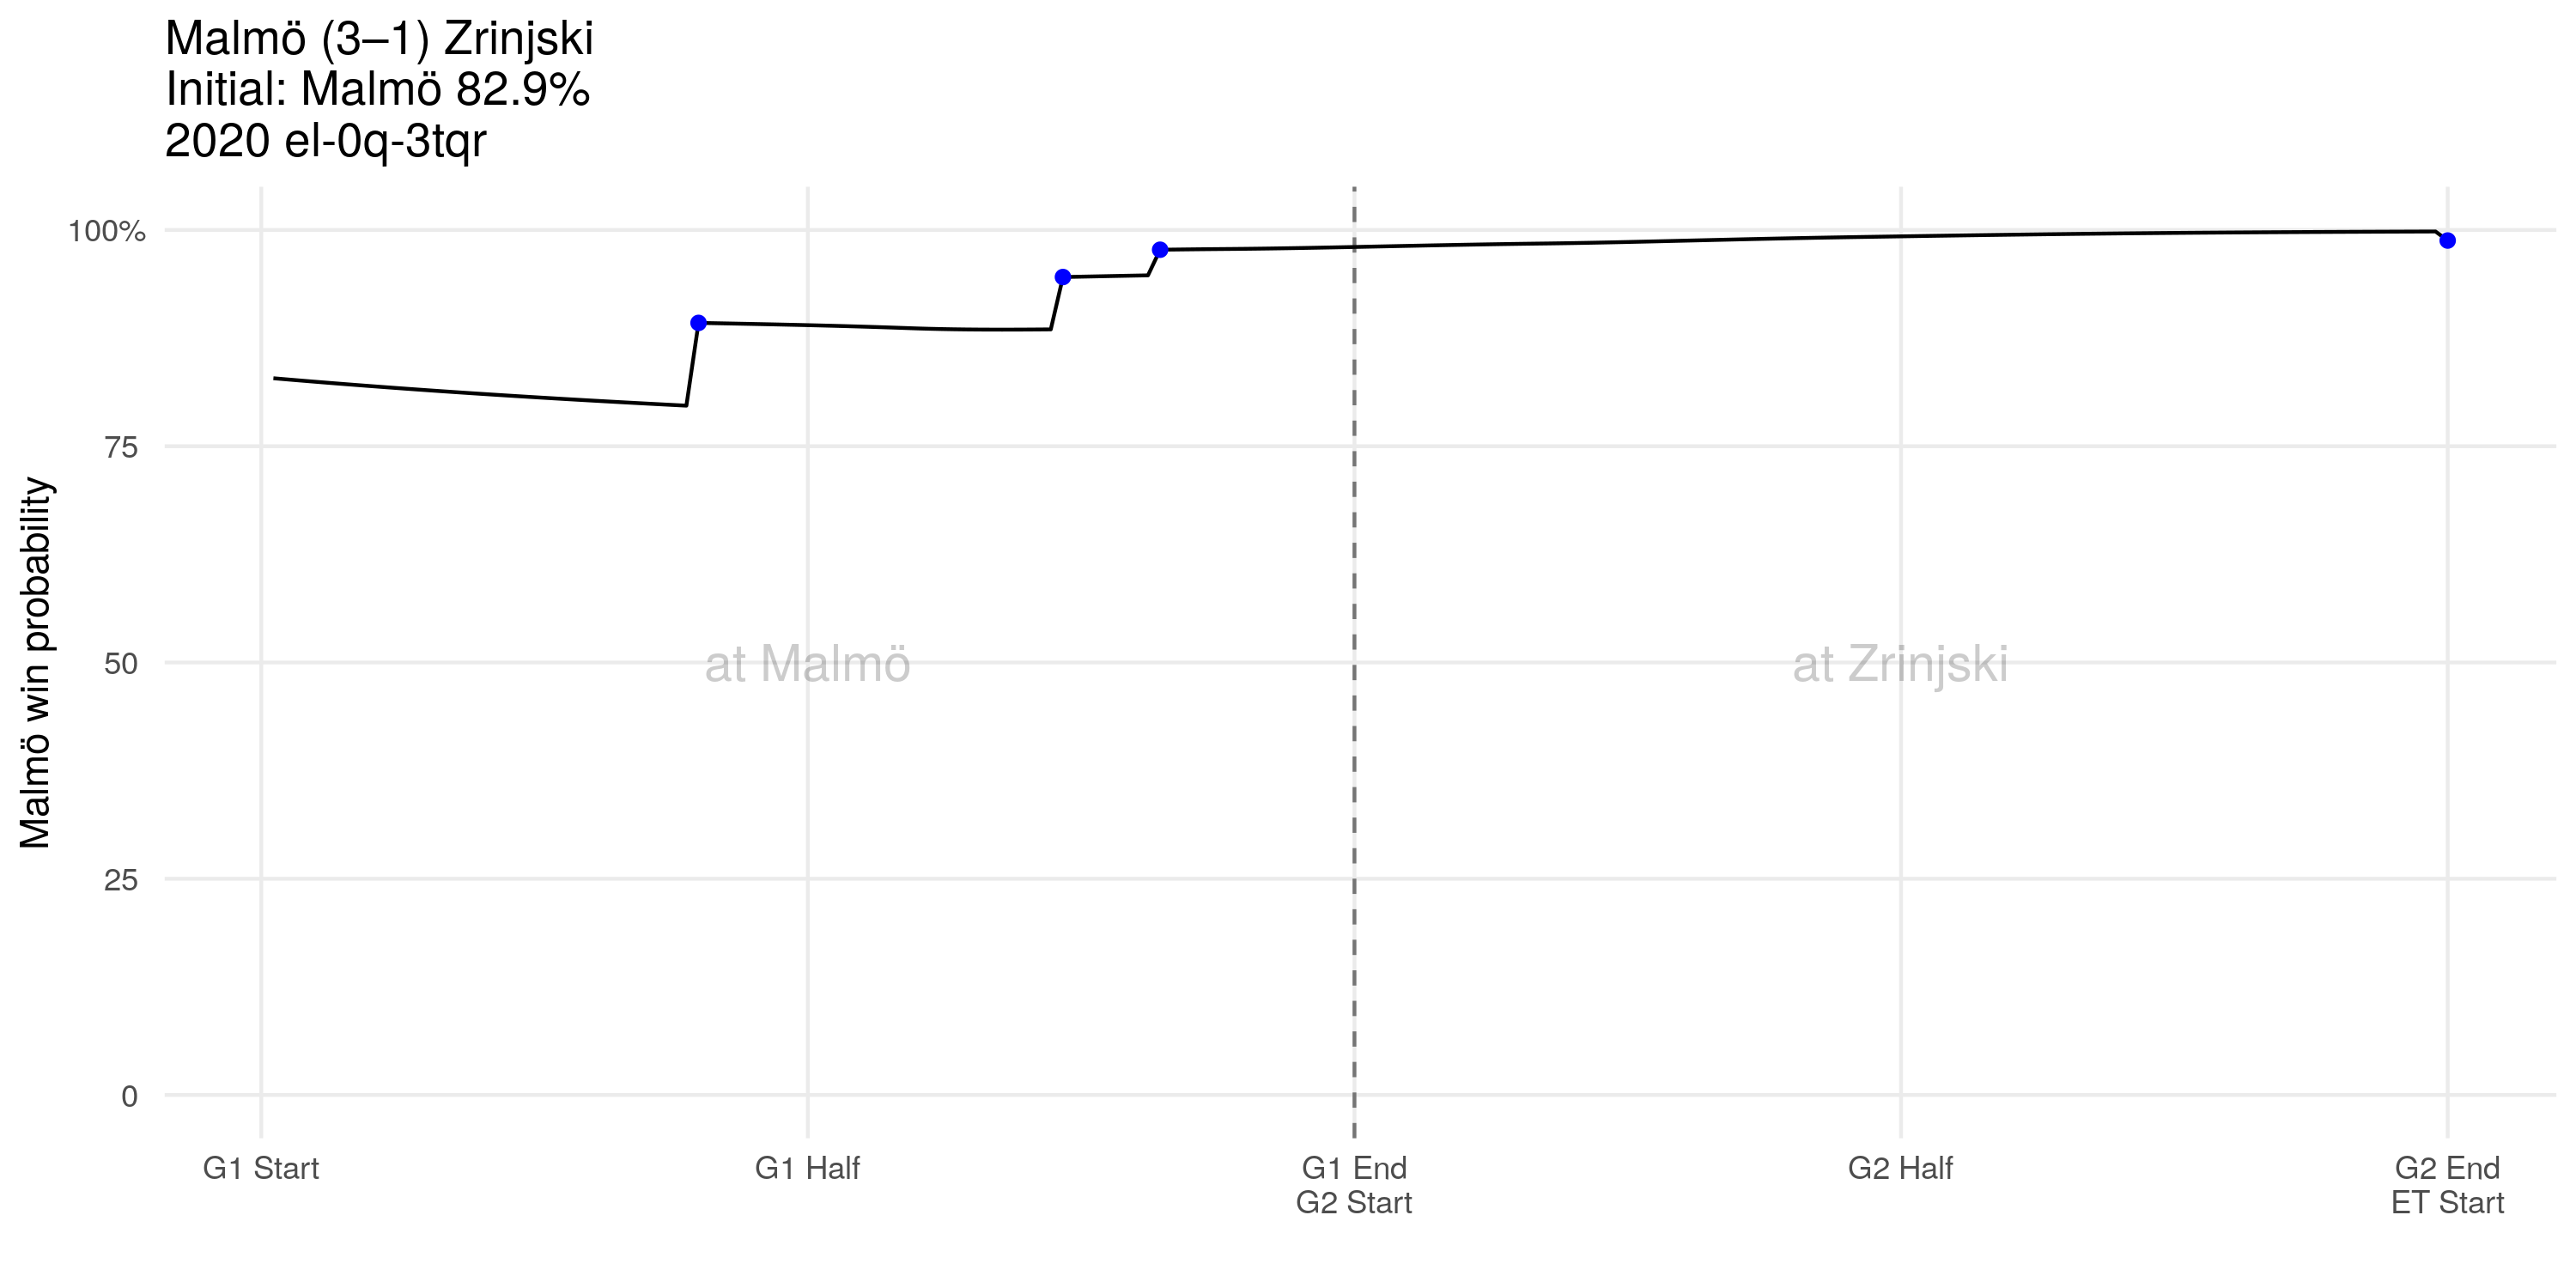 Malmö (3–1) Zrinjski
Initial: Malmö 82.9%
2020 el-0q-3tqr
Malmö win probability
100%
75
50
25
0
at Malmö
at Zrinjski
G1 Start
G1 Half
G1 End
G2 Start
G2 Half
G2 End
ET Start